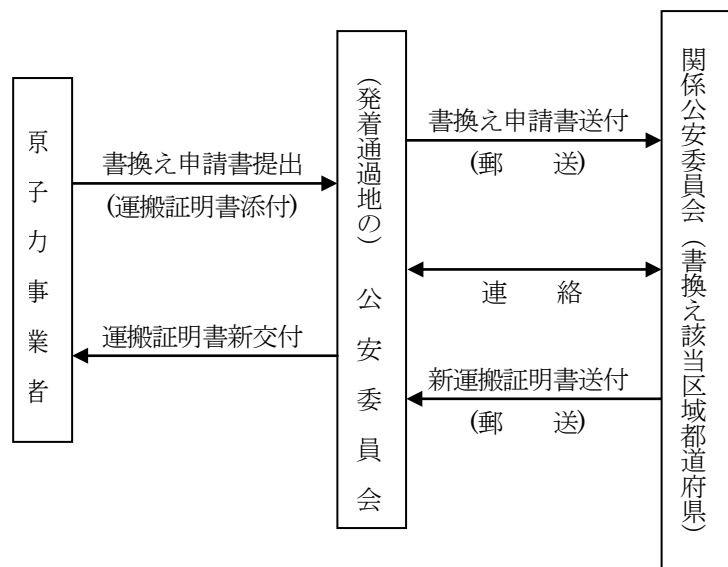 原子力事業者
書換え申請書提出
(運搬証明書添付)
運搬証明書新交付
(発着通過地の)公安委員会
書換え申請書送付
(郵　　送)
連　　絡
新運搬証明書送付
(郵　　送)
関係公安委員会(書換え該当区域都道府県)